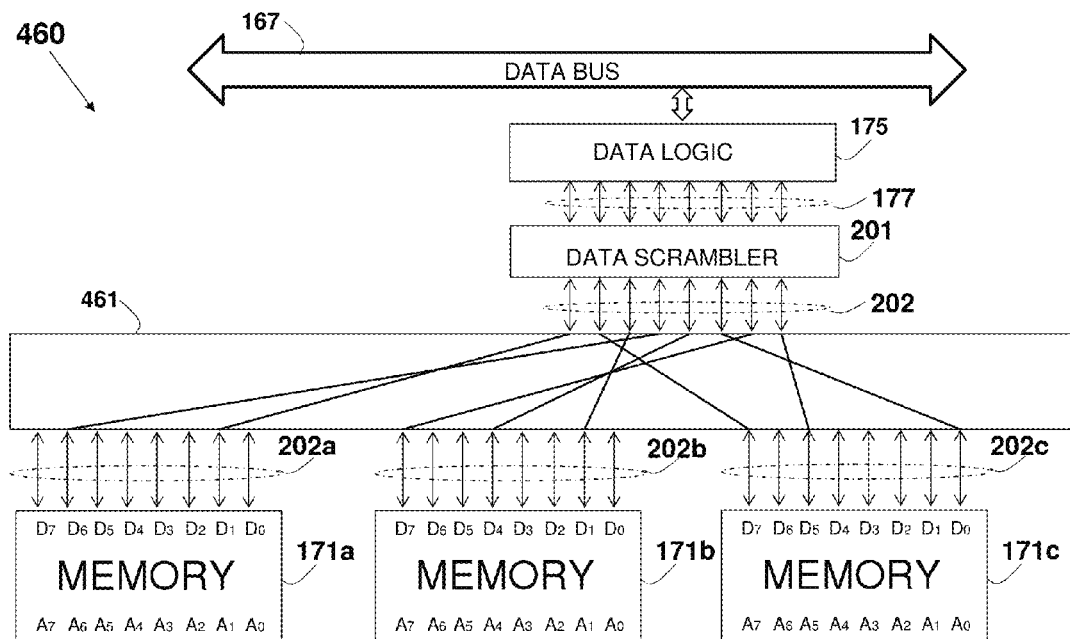 460
167
DATA BUS
175
DATA LOGIC
177
201
DATA SCRAMBLER
202
461
202a
202b
202c
D7 D6 D5 D4 D3 D2 D1 D0
D7 D6 D5 D4 D3 D2 D1 D0
D7 D6 D5 D4 D3 D2 D1 D0
MEMORY
171a
MEMORY
171b
MEMORY
171c
A7 A6 A5 A4 A3 A2 A1 A0
A7 A6 A5 A4 A3 A2 A1 A0
A7 A6 A5 A4 A3 A2 A1 A0